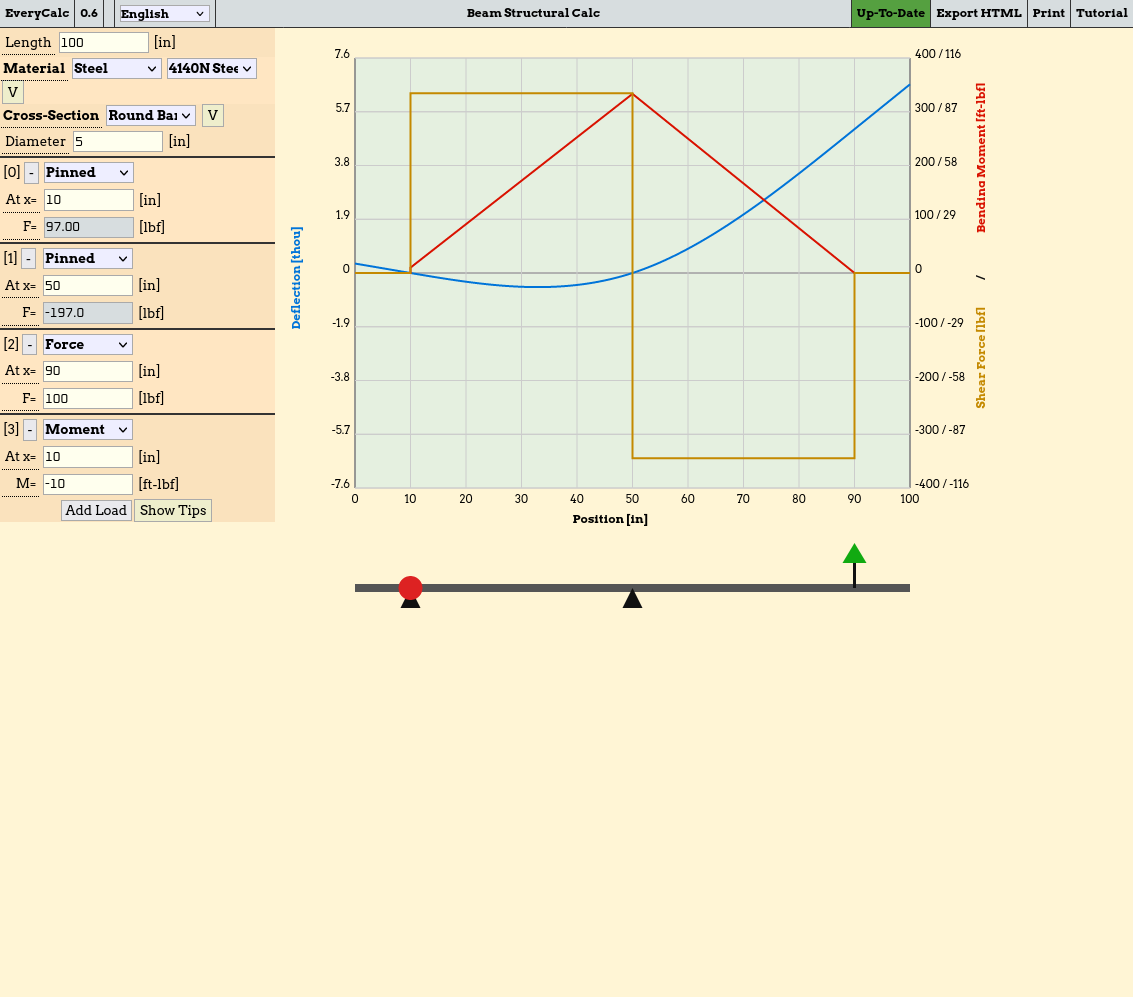 EveryCalc 0.6 English Beam Structural Calc Up-To-Date Export HTML Print Tutorial
Length 100 [in]
Material Steel 4140N Stee
V
Cross-Section Round Bar V
Diameter 5 [in]
[0] - Pinned
At x= 10 [in]
F= 97.00 [lbf]
[1] - Pinned
At x= 50 [in]
F= -197.0 [lbf]
[2] - Force
At x= 90 [in]
F= 100 [lbf]
[3] - Moment
At x= 10 [in]
M= -10 [ft-lbf]
Add Load Show Tips
Deflection [thou]
7.6
5.7
3.8
1.9
0
-1.9
-3.8
-5.7
-7.6
400 / 116
300 / 87
200 / 58
100 / 29
0
-100 / -29
-200 / -58
-300 / -87
-400 / -116
Bending Moment [ft-lbf]
/
Shear Force [lbf]
0 10 20 30 40 50 60 70 80 90 100
Position [in]